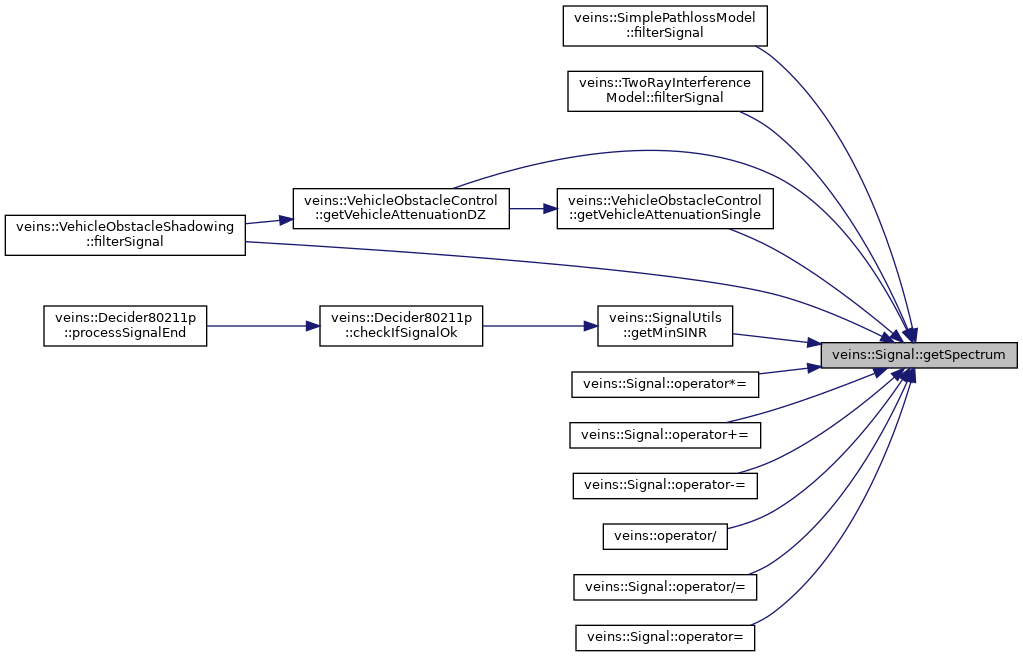 veins::SimplePathlossModel
::filterSignal
veins::TwoRayInterference
Model::filterSignal
veins::VehicleObstacleControl
::getVehicleAttenuationDZ
veins::VehicleObstacleControl
::getVehicleAttenuationSingle
veins::VehicleObstacleShadowing
::filterSignal
veins::Decider80211p
::processSignalEnd
veins::Decider80211p
::checkIfSignalOk
veins::SignalUtils
::getMinSINR
veins::Signal::getSpectrum
veins::Signal::operator*=
veins::Signal::operator+=
veins::Signal::operator-=
veins::operator/
veins::Signal::operator/=
veins::Signal::operator=